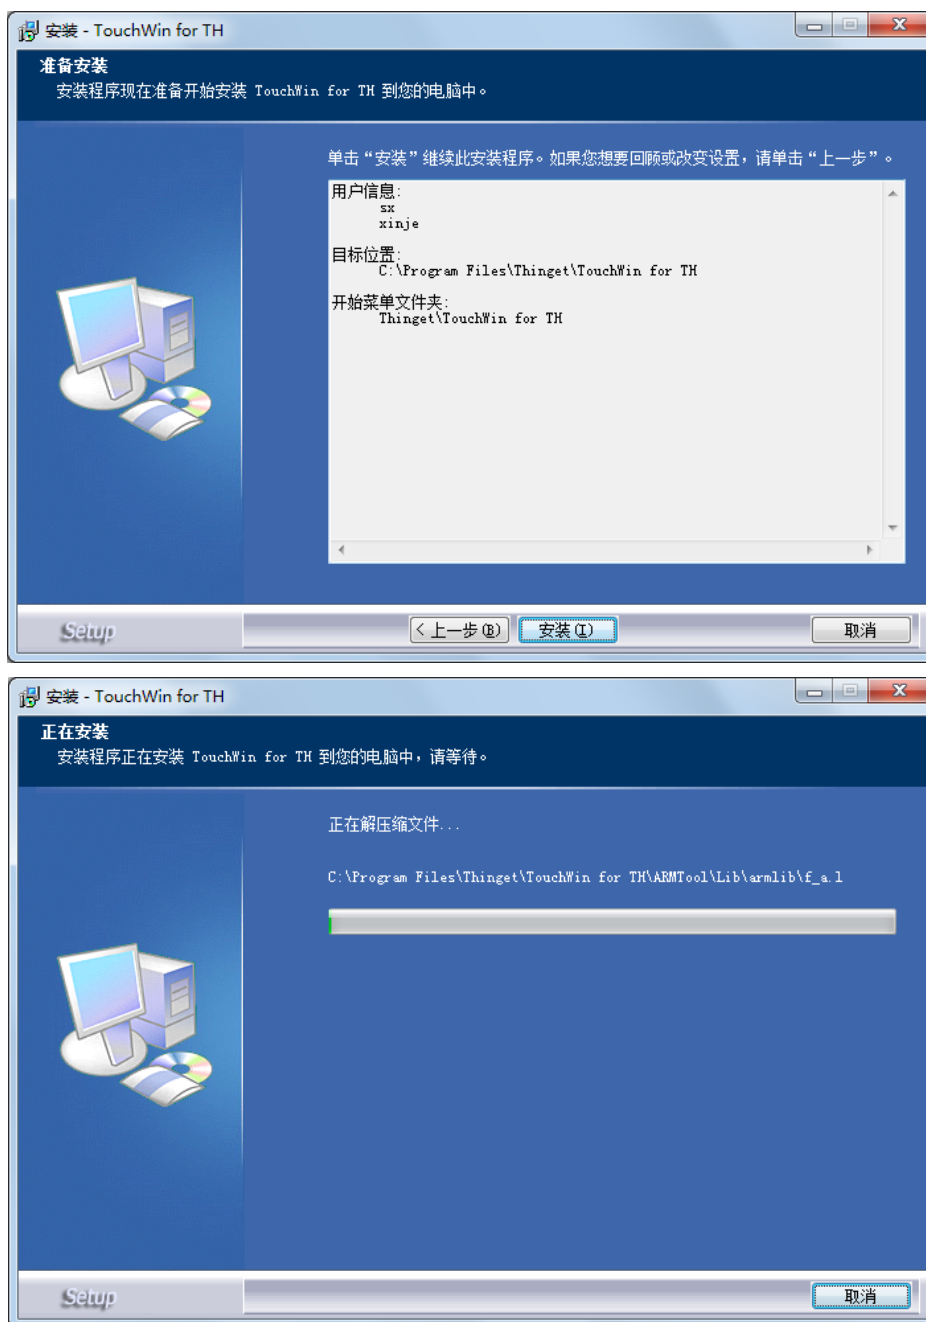 安装 - TouchWin for TH
准备安装
安装程序现在准备开始安装 TouchWin for TH 到您的电脑中。
单击“安装”继续此安装程序。如果您想要回顾或改变设置，请单击“上一步”。
用户信息:
sx
xinje
目标位置:
C:\Program Files\Thinget\TouchWin for TH
开始菜单文件夹:
Thinget\TouchWin for TH
Setup
< 上一步(B)
安装(I)
取消
安装 - TouchWin for TH
正在安装
安装程序正在安装 TouchWin for TH 到您的电脑中，请等待。
正在解压缩文件...
C:\Program Files\Thinget\TouchWin for TH\ARMTool\Lib\armlib\f_a.l
Setup
取消